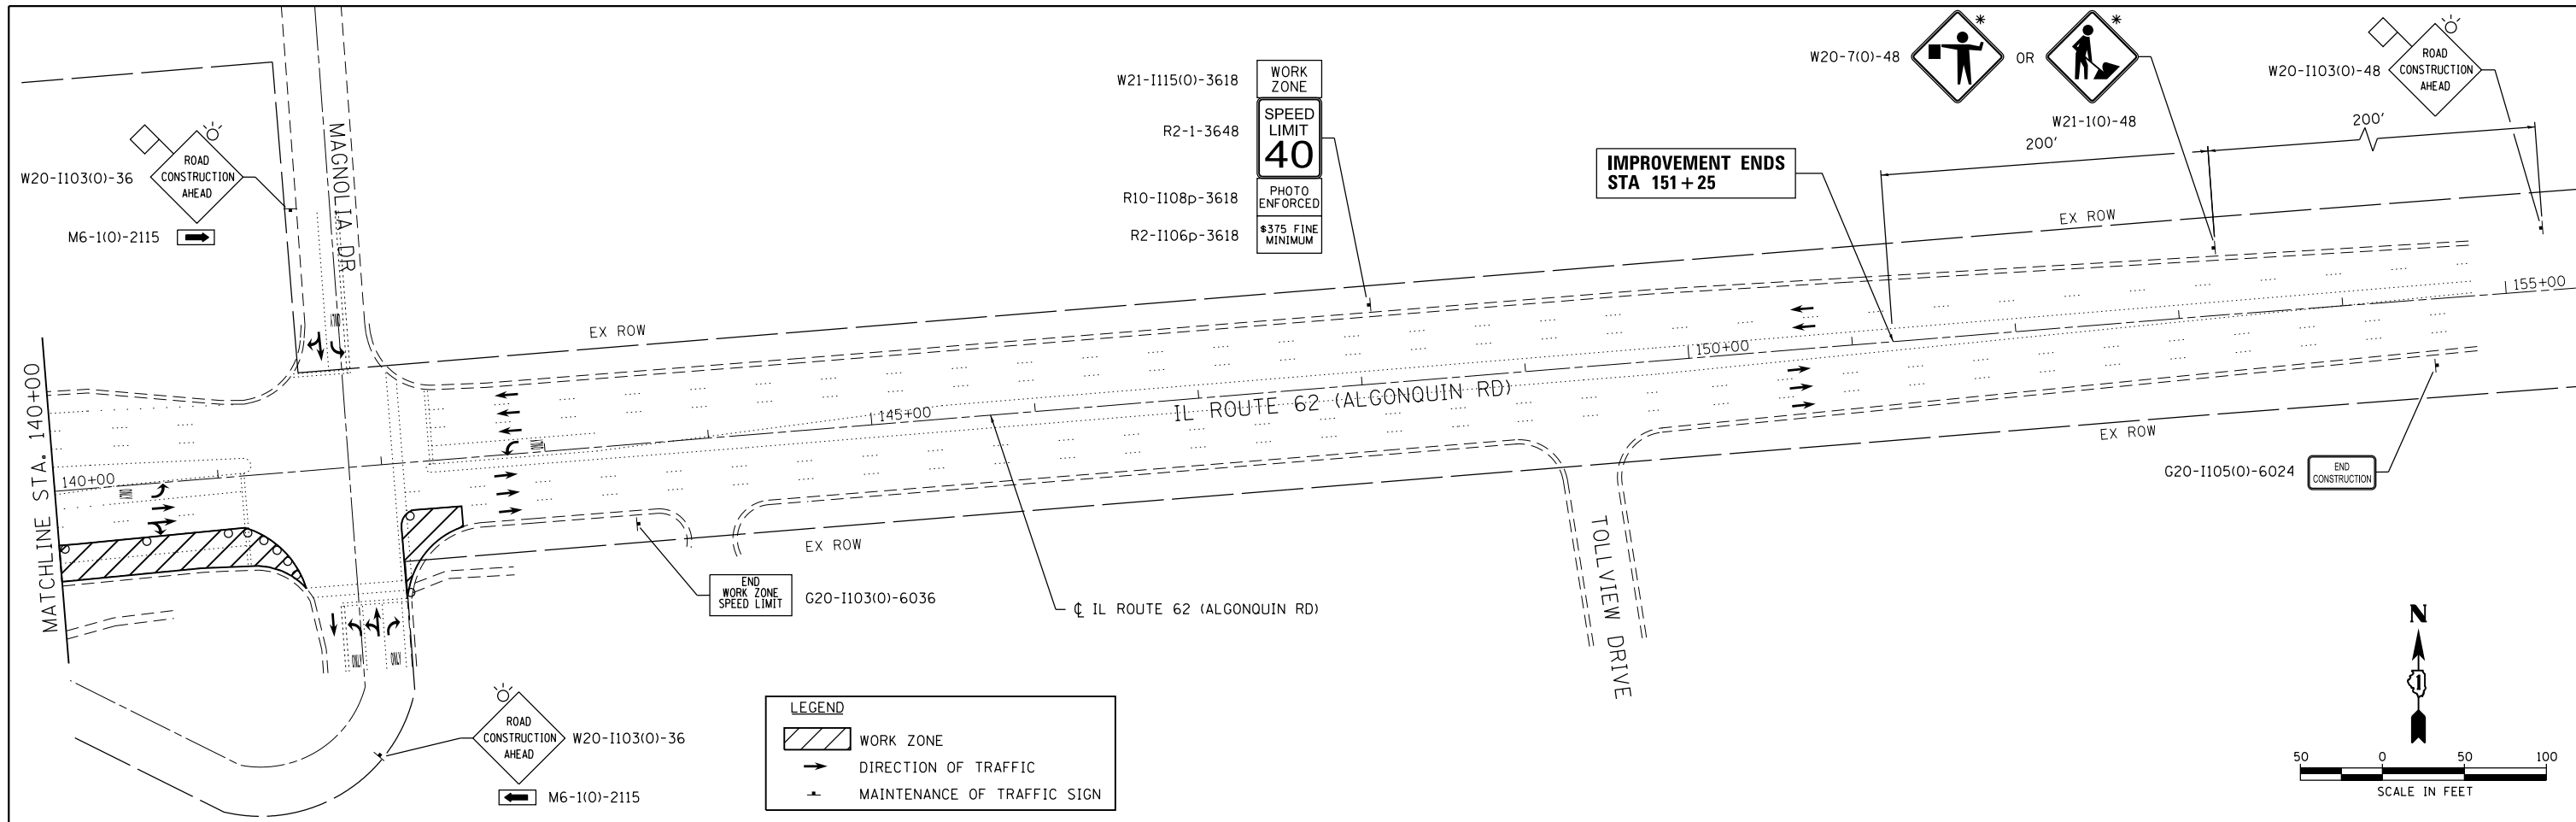 W20-I103(0)-36
ROAD
CONSTRUCTION
AHEAD
M6-1(0)-2115
MAGNOLIA DR
ONLY
W21-I115(0)-3618
WORK
ZONE
R2-1-3648
SPEED
LIMIT
40
R10-I108p-3618
PHOTO
ENFORCED
R2-I106p-3618
$375 FINE
MINIMUM
W20-7(0)-48
*
OR
*
W21-1(0)-48
W20-I103(0)-48
ROAD
CONSTRUCTION
AHEAD
200'
200'
IMPROVEMENT ENDS
STA 151+25
EX ROW
EX ROW
155+00
150+00
145+00
140+00
MATCHLINE STA. 140+00
ONLY
ONLY
IL ROUTE 62 (ALGONQUIN RD)
EX ROW
EX ROW
G20-I105(0)-6024
END
CONSTRUCTION
TOLLVIEW DRIVE
END
WORK ZONE
SPEED LIMIT
G20-I103(0)-6036
℄ IL ROUTE 62 (ALGONQUIN RD)
ONLY
ONLY
ROAD
CONSTRUCTION
AHEAD
W20-I103(0)-36
M6-1(0)-2115
LEGEND
WORK ZONE
DIRECTION OF TRAFFIC
MAINTENANCE OF TRAFFIC SIGN
N
1
50 0 50 100
SCALE IN FEET